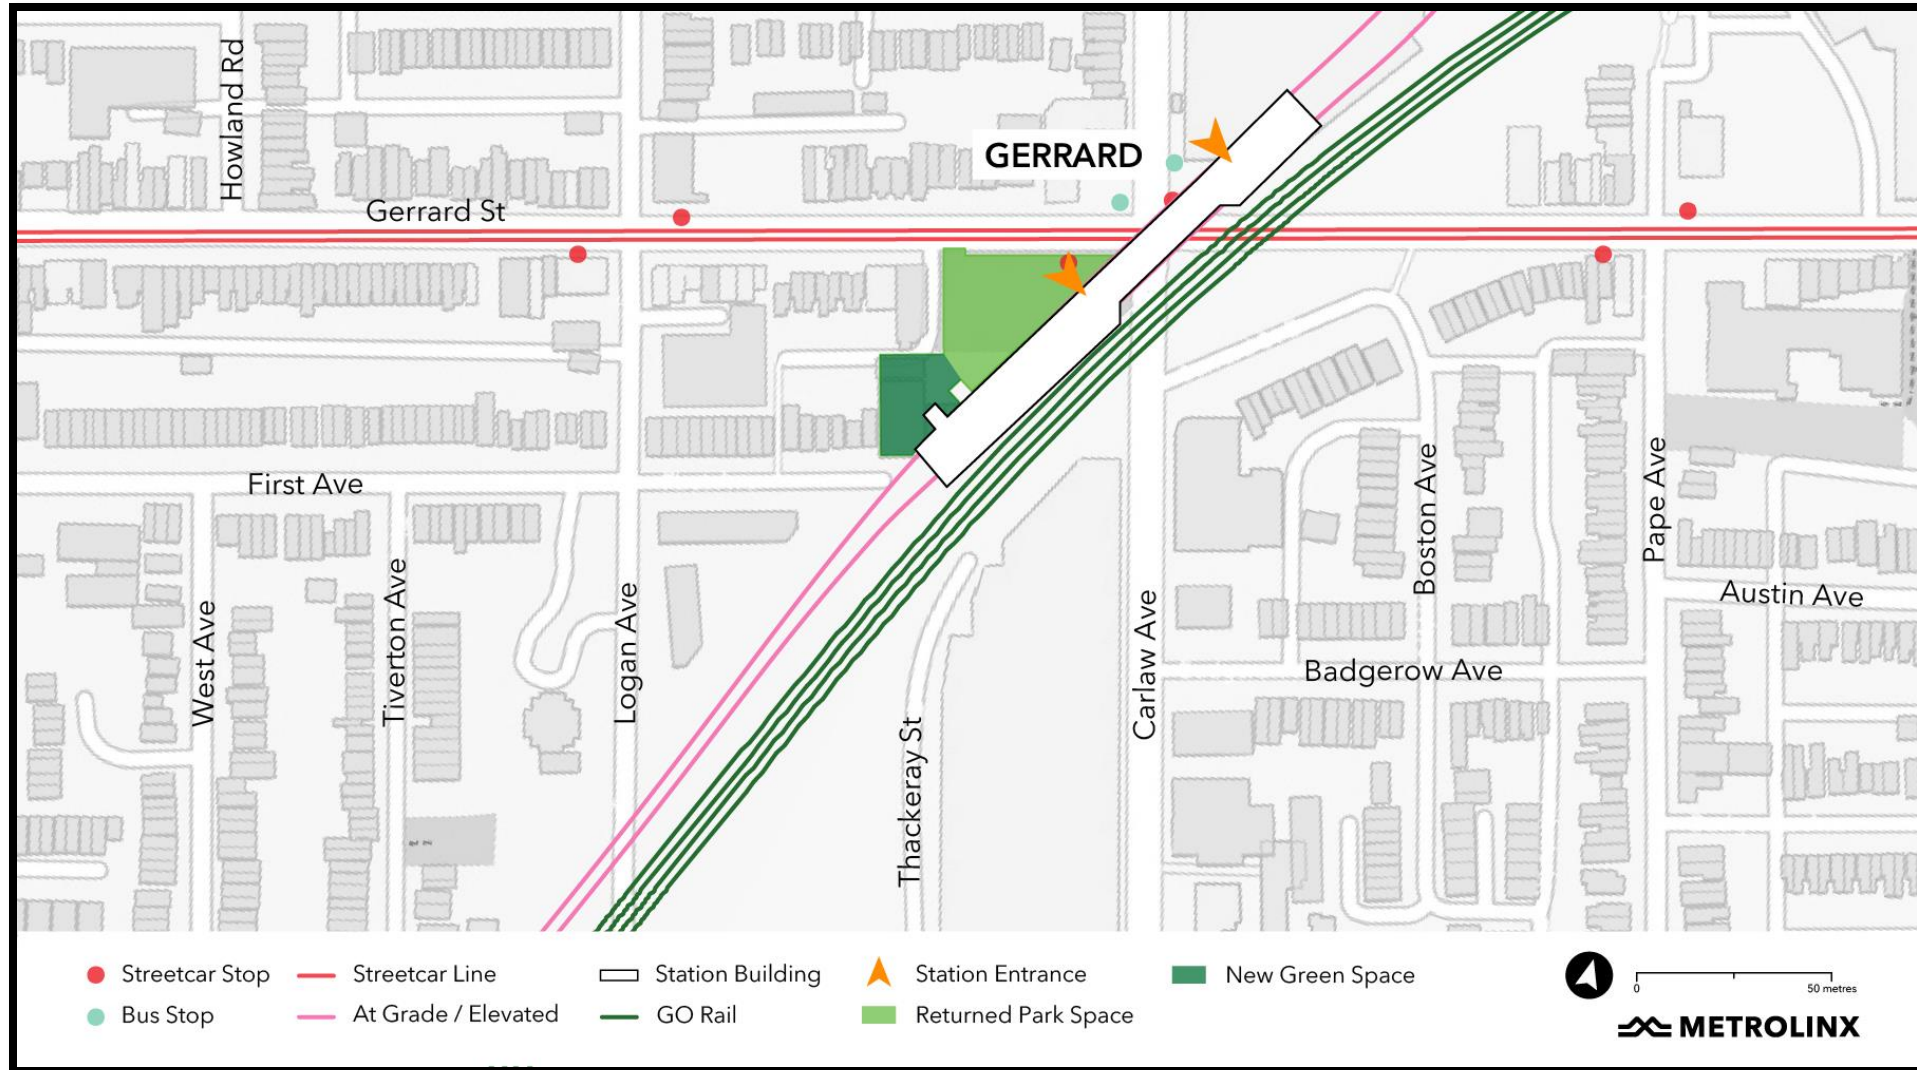 Howland Rd
GERRARD
Gerrard St
First Ave
West Ave
Tiverton Ave
Logan Ave
Thackeray St
Carlaw Ave
Boston Ave
Pape Ave
Austin Ave
Badgerow Ave
Streetcar Stop
Streetcar Line
Station Building
Station Entrance
New Green Space
Bus Stop
At Grade / Elevated
GO Rail
Returned Park Space
0 50 metres
METROLINX